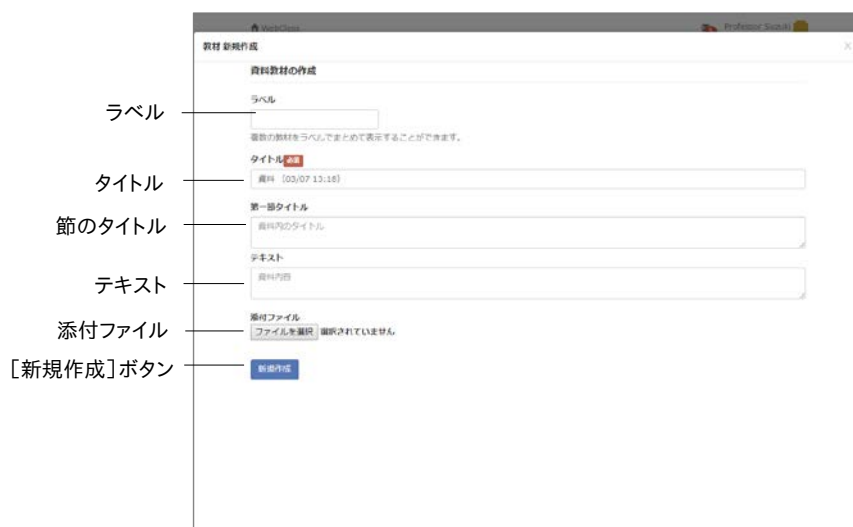 WebClass
Professor Suzuki
教材 新規作成
X
資料教材の作成
ラベル
ラベル
複数の教材をラベルでまとめて表示することができます。
タイトル 必須
タイトル
資料 (03/07 13:18)
第一節タイトル
節のタイトル
資料内のタイトル
テキスト
テキスト
資料内容
添付ファイル
添付ファイル
ファイルを選択 選択されていません
[新規作成]ボタン
新規作成